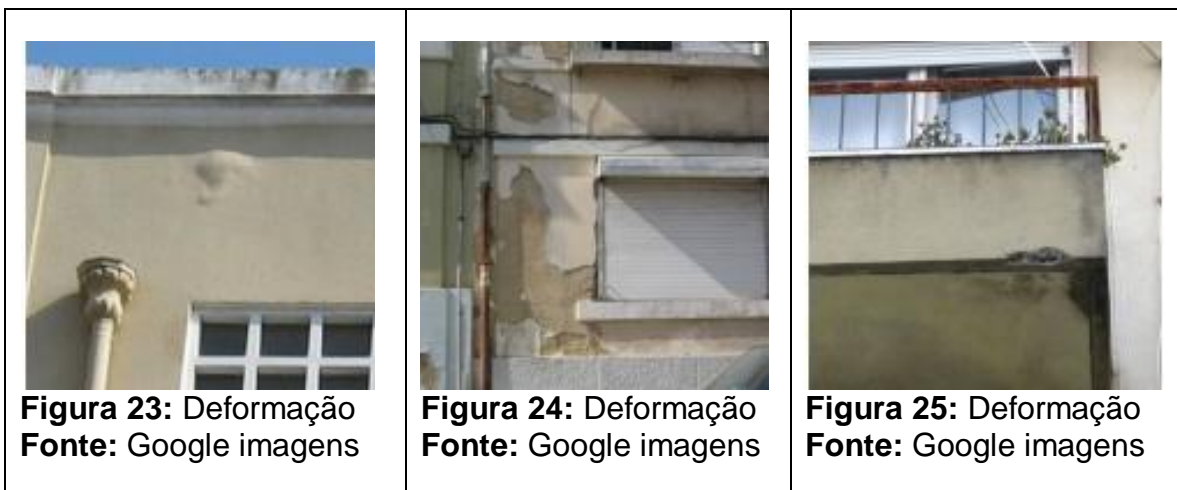 Figura 23: Deformação
Fonte: Google imagens
Figura 24: Deformação
Fonte: Google imagens
Figura 25: Deformação
Fonte: Google imagens